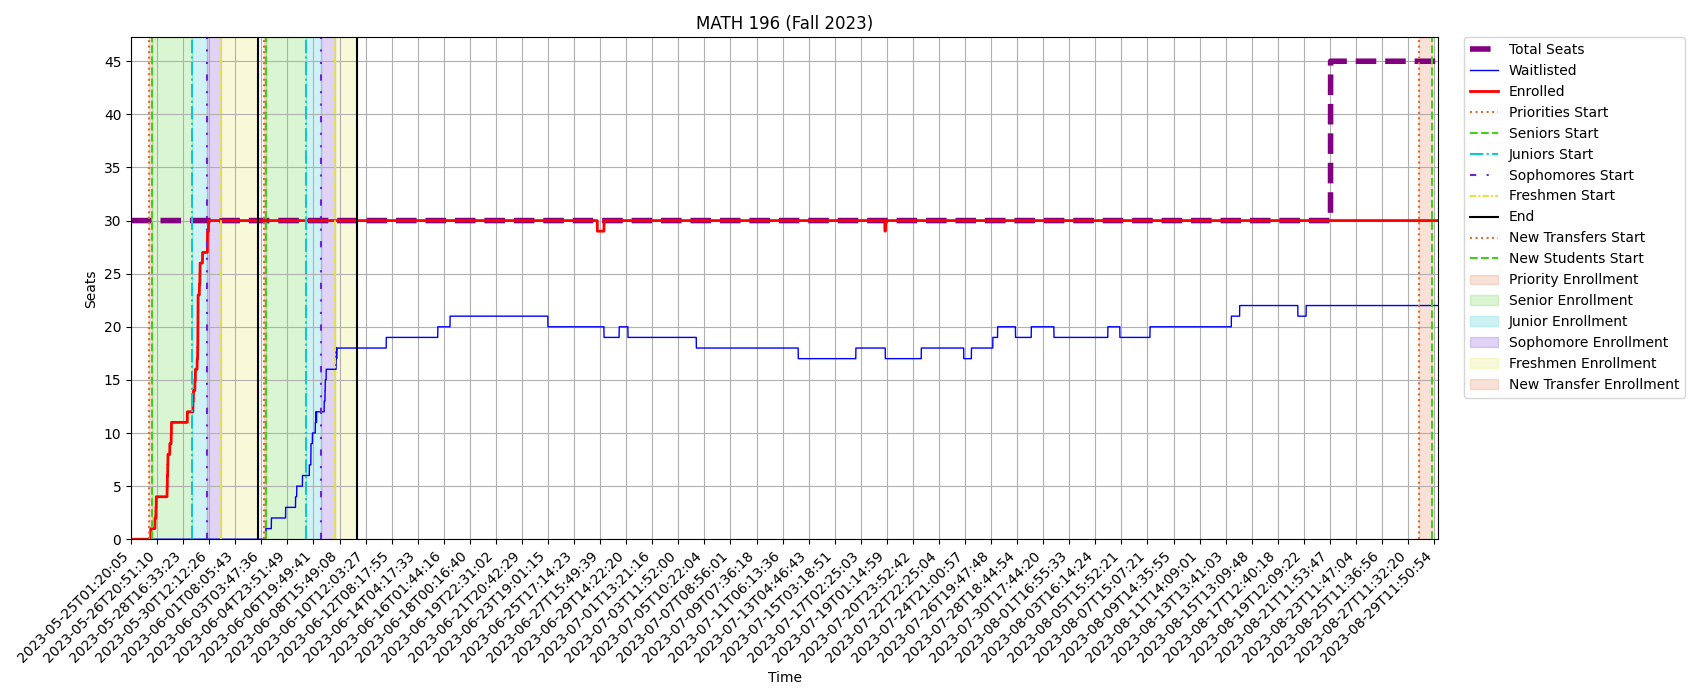 MATH 196 (Fall 2023)
45
40
35
30
25
20
15
10
5
0
Seats
2023-05-25T01:20:05
2023-05-26T20:51:10
2023-05-28T16:33:23
2023-05-30T12:12:26
2023-06-01T08:05:43
2023-06-03T03:47:36
2023-06-04T23:51:49
2023-06-06T19:49:41
2023-06-08T15:49:08
2023-06-10T12:03:27
2023-06-12T08:17:55
2023-06-14T04:17:33
2023-06-16T01:44:16
2023-06-18T00:16:40
2023-06-19T22:31:02
2023-06-21T20:42:29
2023-06-23T19:01:15
2023-06-25T17:14:23
2023-06-27T15:49:39
2023-06-29T14:22:20
2023-07-01T13:21:16
2023-07-03T11:52:00
2023-07-05T10:22:04
2023-07-07T08:56:01
2023-07-09T07:36:18
2023-07-11T06:13:36
2023-07-13T04:46:43
2023-07-15T03:18:51
2023-07-17T02:25:03
2023-07-19T01:14:59
2023-07-20T23:52:42
2023-07-22T22:25:04
2023-07-24T21:00:57
2023-07-26T19:47:48
2023-07-28T18:44:54
2023-07-30T17:44:20
2023-08-01T16:55:33
2023-08-03T16:14:24
2023-08-05T15:52:21
2023-08-07T15:07:21
2023-08-09T14:35:55
2023-08-11T14:09:01
2023-08-13T13:41:03
2023-08-15T13:09:48
2023-08-17T12:40:18
2023-08-19T12:09:22
2023-08-21T11:53:47
2023-08-23T11:47:04
2023-08-25T11:36:56
2023-08-27T11:32:20
2023-08-29T11:50:54
Time
Total Seats
Waitlisted
Enrolled
Priorities Start
Seniors Start
Juniors Start
Sophomores Start
Freshmen Start
End
New Transfers Start
New Students Start
Priority Enrollment
Senior Enrollment
Junior Enrollment
Sophomore Enrollment
Freshmen Enrollment
New Transfer Enrollment